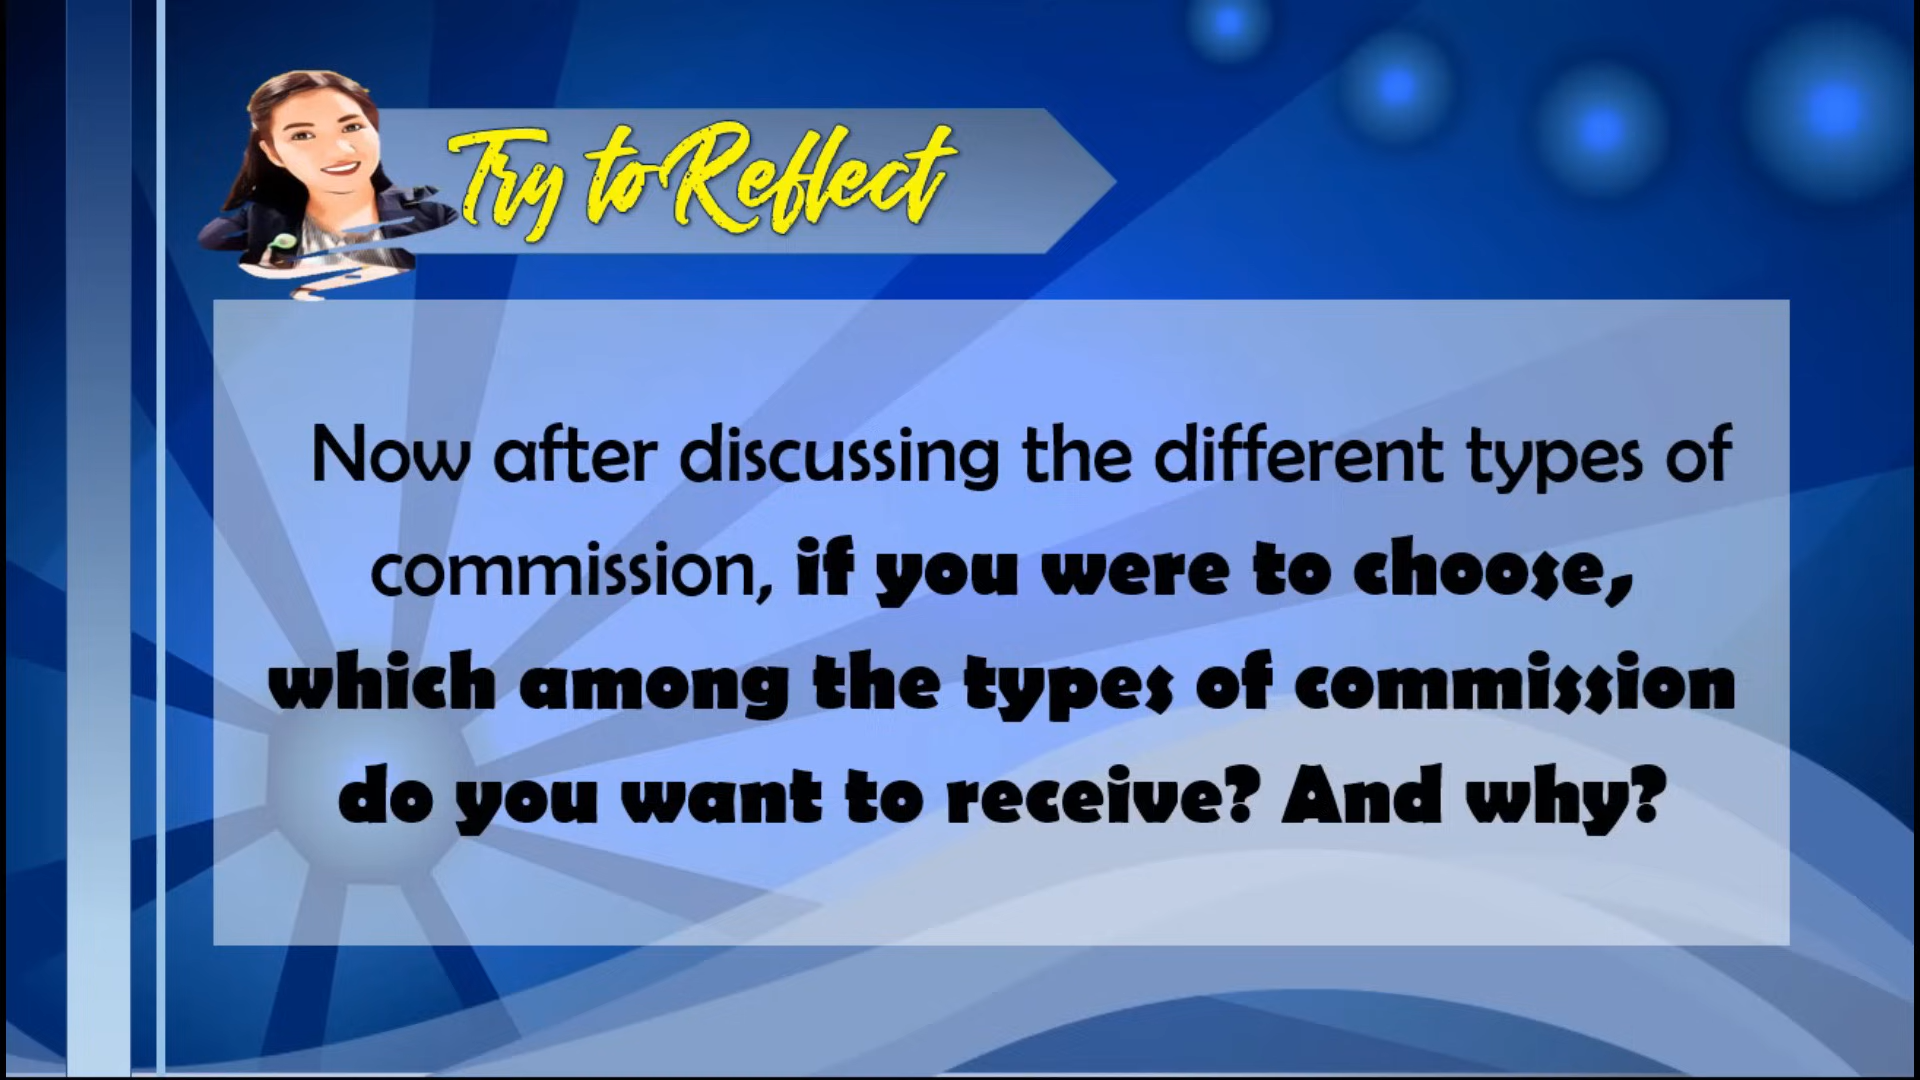 Try to Reflect
Now after discussing the different types of
commission, if you were to choose,
which among the types of commission
do you want to receive? And why?